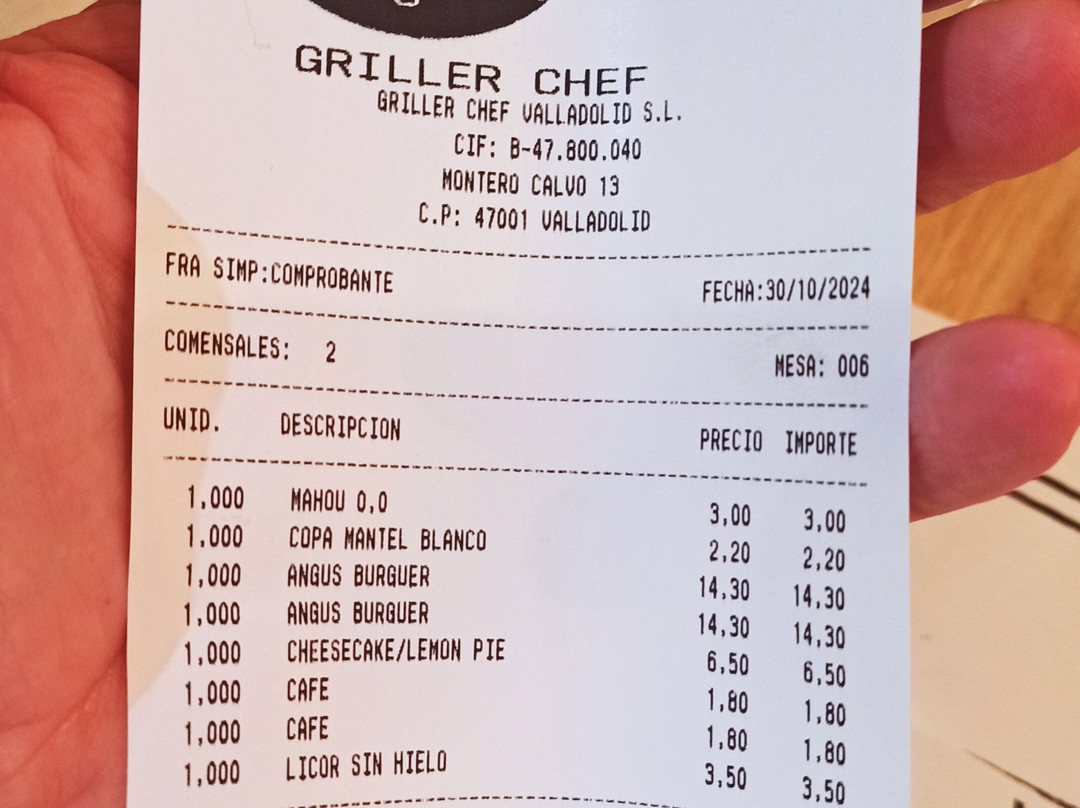 GRILLER CHEF
GRILLER CHEF VALLADOLID S.L.
CIF: B-47.800.040
MONTERO CALVO 13
C.P: 47001 VALLADOLID
FRA SIMP:COMPROBANTE FECHA:30/10/2024
COMENSALES: 2 MESA: 006
UNID. DESCRIPCION PRECIO IMPORTE
1,000 MAHOU 0,0 3,00 3,00
1,000 COPA MANTEL BLANCO 2,20 2,20
1,000 ANGUS BURGUER 14,30 14,30
1,000 ANGUS BURGUER 14,30 14,30
1,000 CHEESECAKE/LEMON PIE 6,50 6,50
1,000 CAFE 1,80 1,80
1,000 CAFE 1,80 1,80
1,000 LICOR SIN HIELO 3,50 3,50